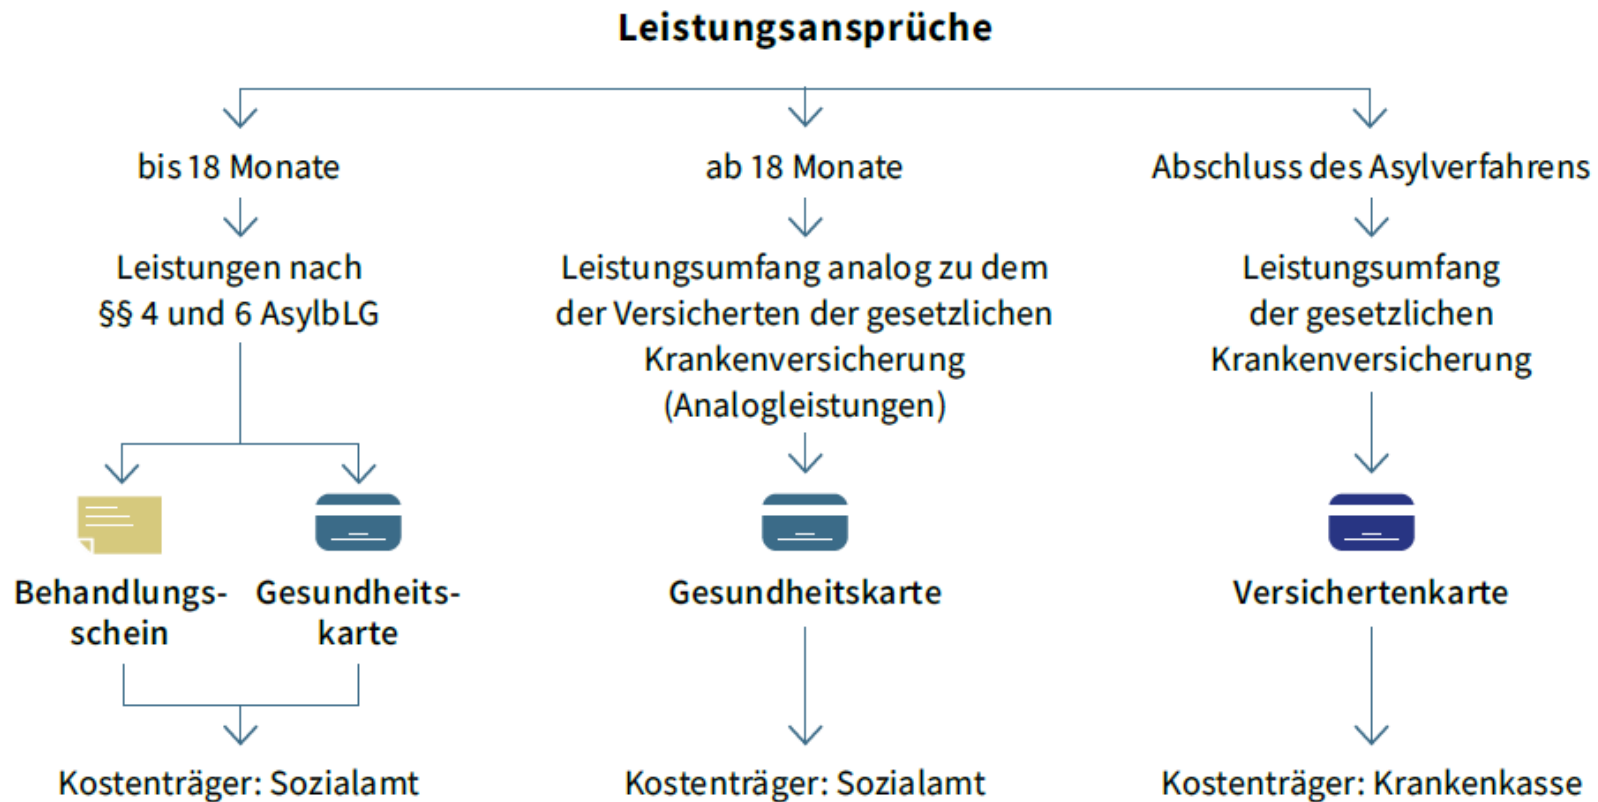 Leistungsansprüche
bis 18 Monate
Leistungen nach
§§ 4 und 6 AsylbLG
Behandlungs-
schein
Gesundheits-
karte
Kostenträger: Sozialamt
ab 18 Monate
Leistungsumfang analog zu dem
der Versicherten der gesetzlichen
Krankenversicherung
(Analogleistungen)
Gesundheitskarte
Kostenträger: Sozialamt
Abschluss des Asylverfahrens
Leistungsumfang
der gesetzlichen
Krankenversicherung
Versichertenkarte
Kostenträger: Krankenkasse